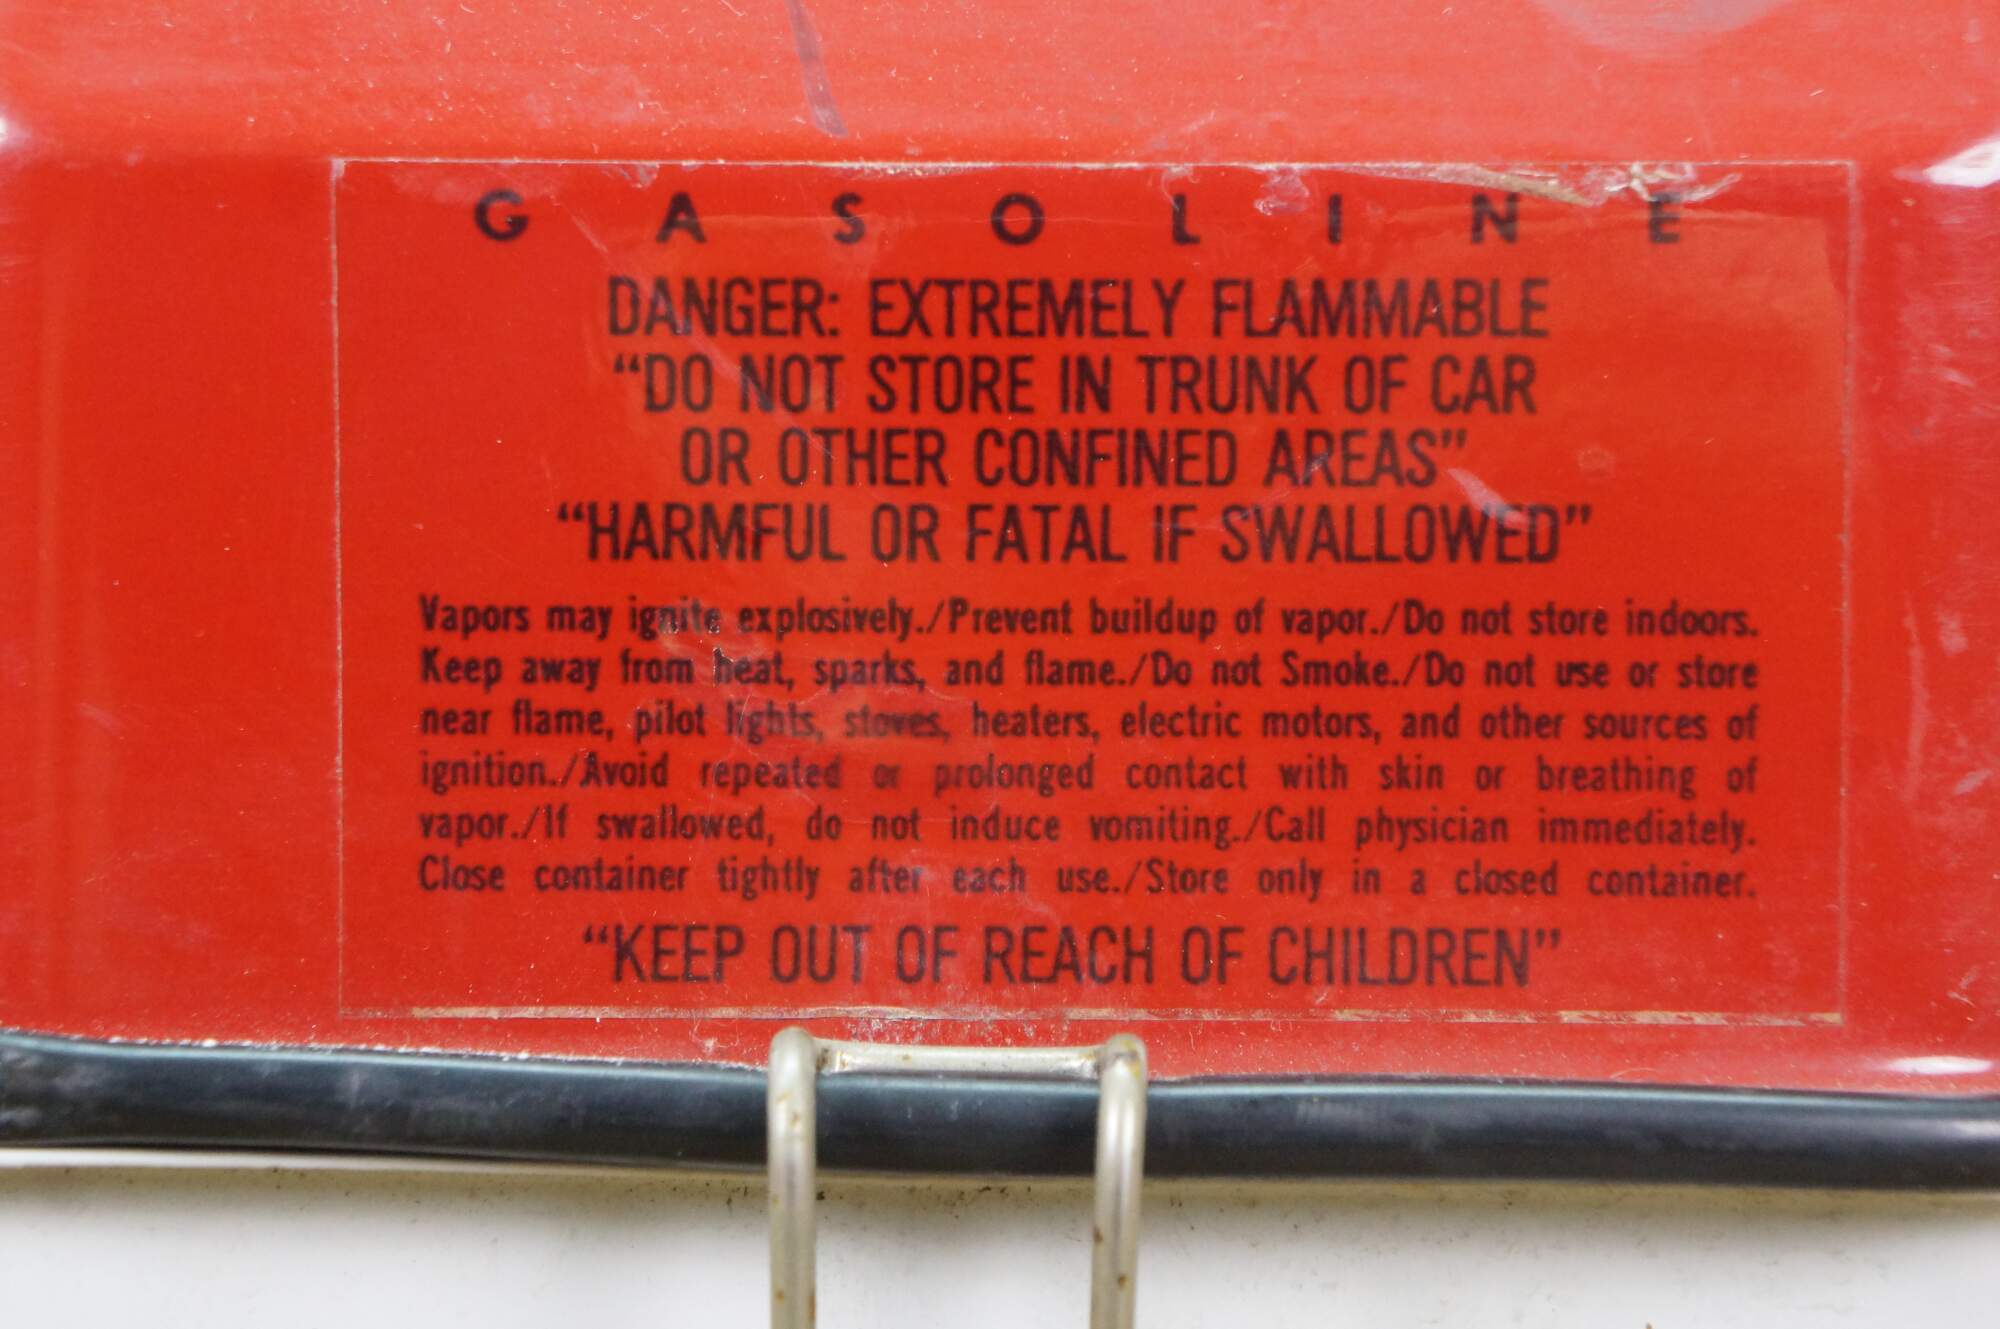 GASOLINE
DANGER: EXTREMELY FLAMMABLE
“DO NOT STORE IN TRUNK OF CAR
OR OTHER CONFINED AREAS”
“HARMFUL OR FATAL IF SWALLOWED”
Vapors may ignite explosively./Prevent buildup of vapor./Do not store indoors.
Keep away from heat, sparks, and flame./Do not Smoke./Do not use or store
near flame, pilot lights, stoves, heaters, electric motors, and other sources of
ignition./Avoid repeated or prolonged contact with skin or breathing of
vapor./If swallowed, do not induce vomiting./Call physician immediately.
Close container tightly after each use./Store only in a closed container.
“KEEP OUT OF REACH OF CHILDREN”